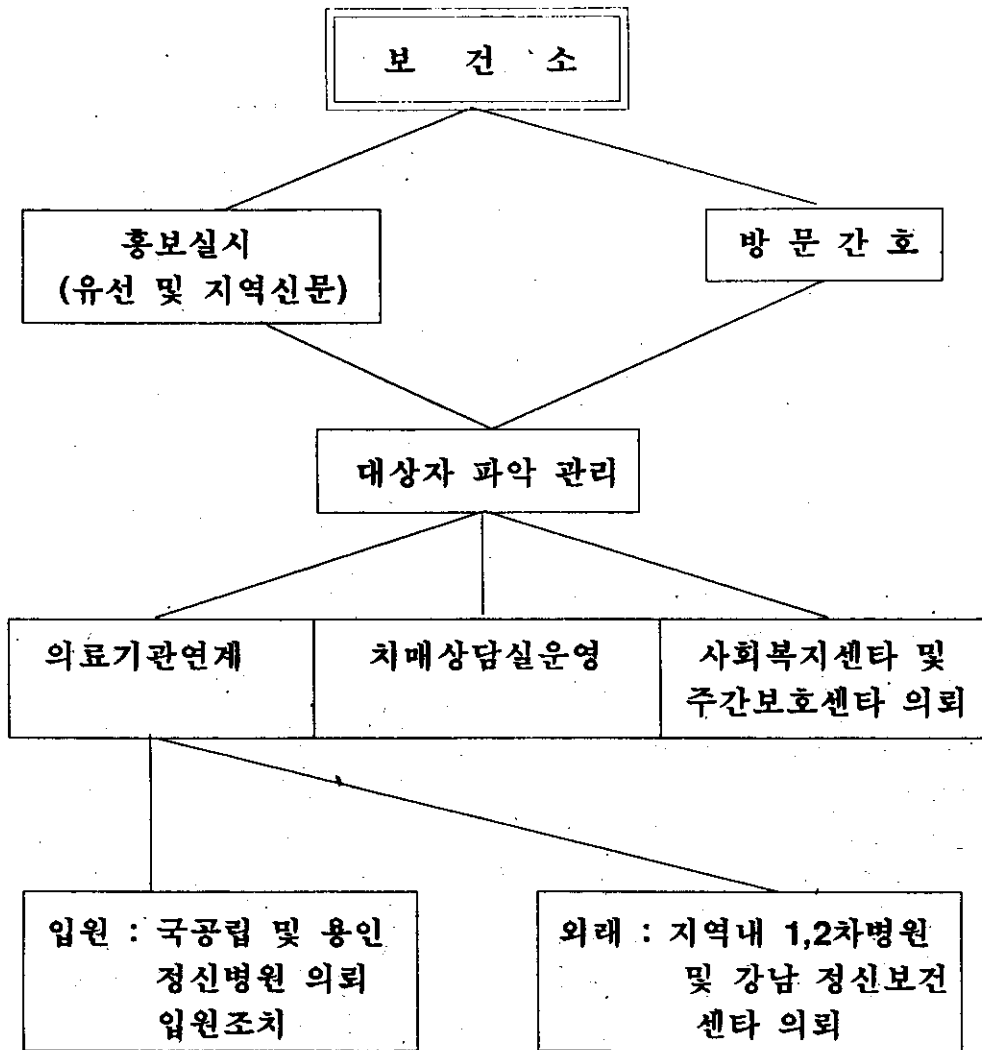 보 건 소
홍보실시
(유선 및 지역신문)
방 문 간 호
대상자 파악 관리
의료기관연계
치매상담실운영
사회복지센타 및
주간보호센타 의뢰
입원 : 국공립 및 용인
정신병원 의뢰
입원조치
외래 : 지역내 1,2차병원
및 강남 정신보건
센타 의뢰